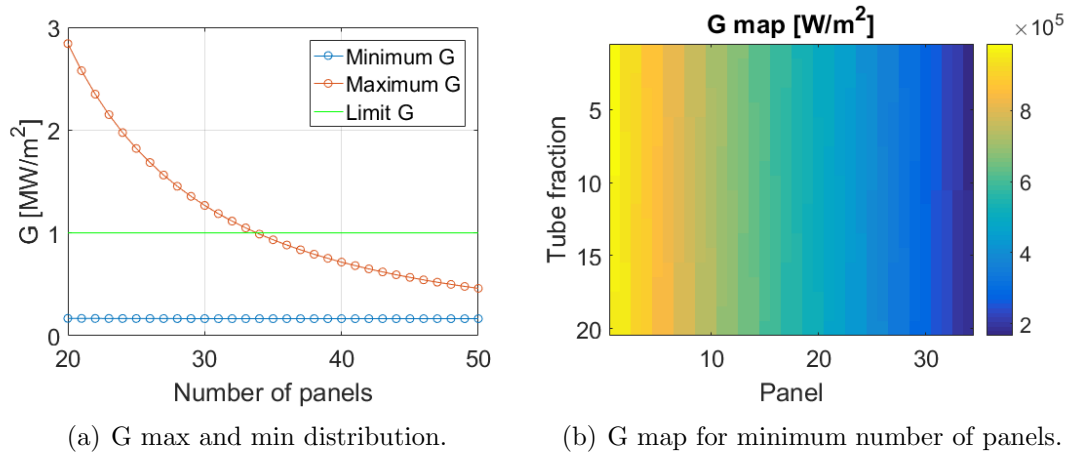 3
2
1
0
20
30
40
50
G [MW/m²]
Number of panels
Minimum G
Maximum G
Limit G
(a) G max and min distribution.
G map [W/m²]
× 10⁵
5
10
15
20
Tube fraction
10
20
30
Panel
8
6
4
2
(b) G map for minimum number of panels.